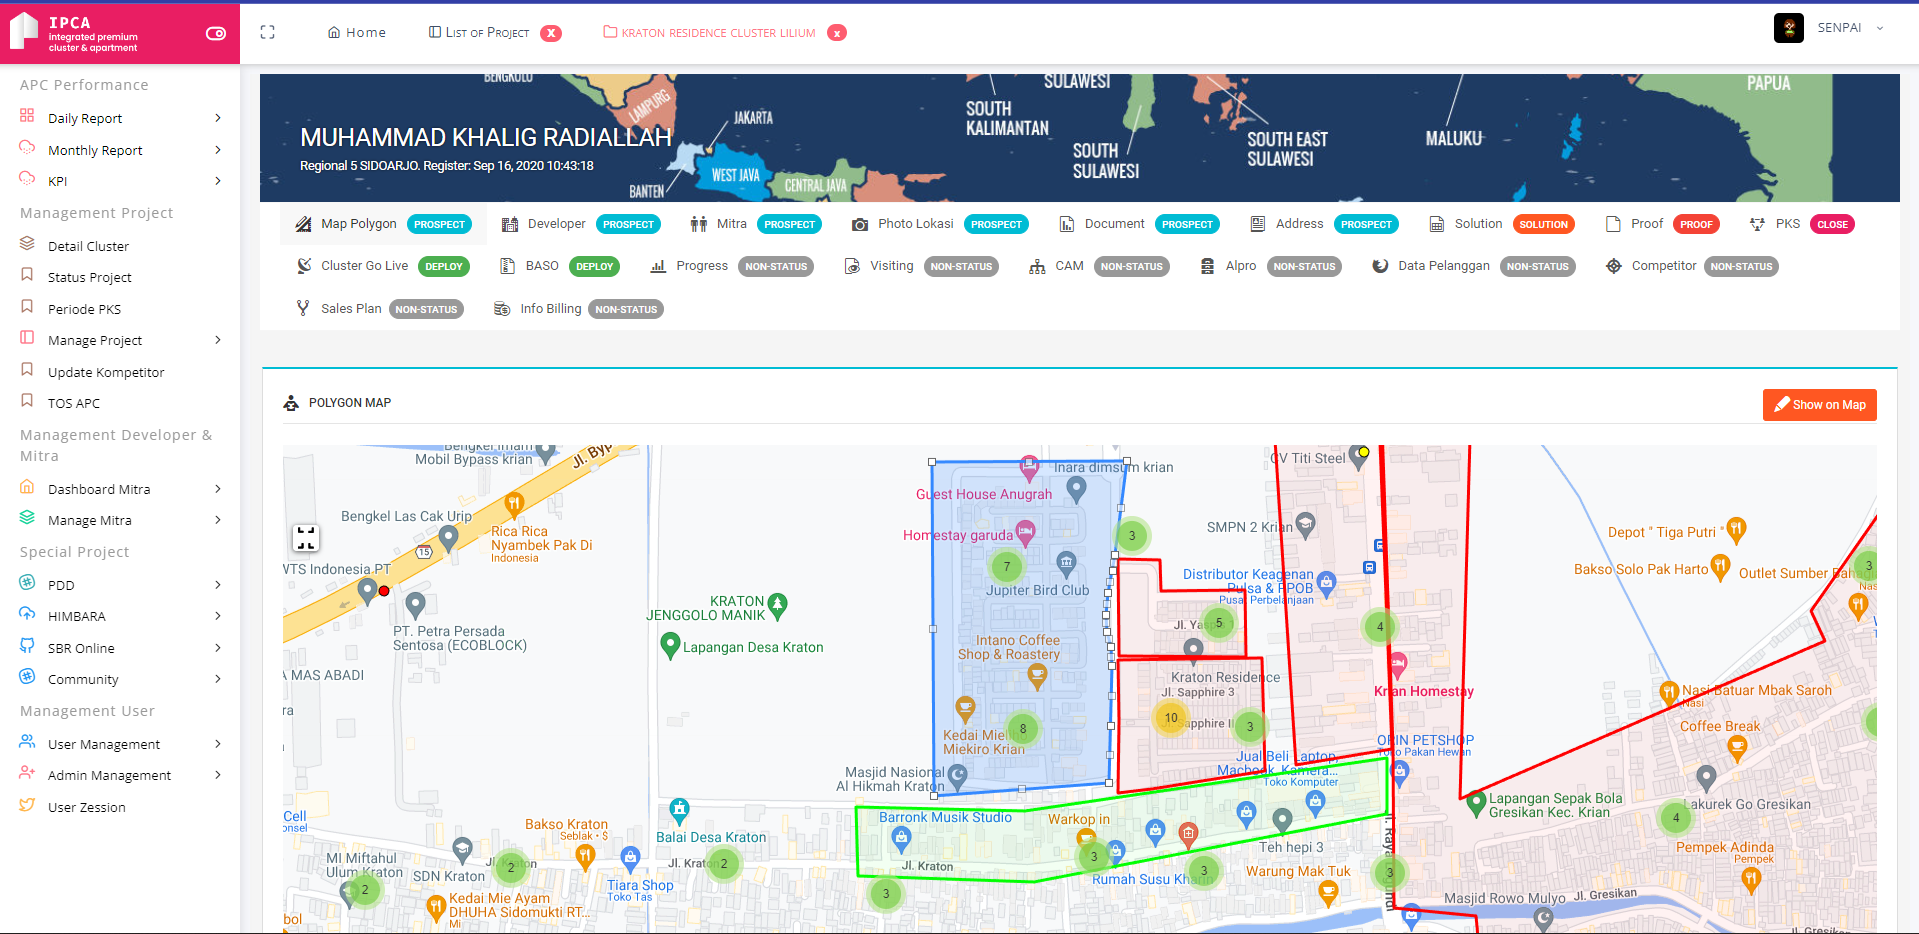 IPCA
integrated premium
cluster & apartment
Home
List of Project
X
KRATON RESIDENCE CLUSTER LILIUM
x
SENPAI
APC Performance
Daily Report
Monthly Report
KPI
Management Project
Detail Cluster
Status Project
Periode PKS
Manage Project
Update Kompetitor
TOS APC
Management Developer &
Mitra
Dashboard Mitra
Manage Mitra
Special Project
PDD
HIMBARA
SBR Online
Community
Management User
User Management
Admin Management
User Zession
BENGKULU
LAMPUNG
JAKARTA
BANTEN
WEST JAVA
CENTRAL JAVA
SOUTH
KALIMANTAN
SULAWESI
SOUTH
SULAWESI
SOUTH EAST
SULAWESI
MALUKU
PAPUA
MUHAMMAD KHALIG RADIALLAH
Regional 5 SIDOARJO. Register: Sep 16, 2020 10:43:18
Map Polygon PROSPECT
Developer PROSPECT
Mitra PROSPECT
Photo Lokasi PROSPECT
Document PROSPECT
Address PROSPECT
Solution SOLUTION
Proof PROOF
PKS CLOSE
Cluster Go Live DEPLOY
BASO DEPLOY
Progress NON-STATUS
Visiting NON-STATUS
CAM NON-STATUS
Alpro NON-STATUS
Data Pelanggan NON-STATUS
Competitor NON-STATUS
Sales Plan NON-STATUS
Info Billing NON-STATUS
POLYGON MAP
Show on Map
Bengkel Imam
Mobil Bypass krian
Jl. Byp
Bengkel Las Cak Urip
Rica Rica
Nyambek Pak Di
Indonesia
15
WTS Indonesia PT
PT. Petra Persada
Sentosa (ECOBLOCK)
A MAS ABADI
ra
KRATON
JENGGOLO MANIK
Lapangan Desa Kraton
Inara dimsum krian
Guest House Anugrah
Homestay garuda
7
3
Jupiter Bird Club
Intano Coffee
Shop & Roastery
8
Kedai Mie
Miekiro Krian
Masjid Nasional
Al Hikmah Kraton
CV Titi Steel
SMPN 2 Krian
Distributor Keagenan
Pulsa & PPOB
Pusat Perbelanjaan
5
Kraton Residence
Jl. Sapphire 3
10
Jl. Sapphire
3
4
Krian Homestay
ORIN PETSHOP
Toko Pakan Hewan
Jual Beli Laptop,
Macbook, Kamera...
Toko Komputer
Depot " Tiga Putri "
Bakso Solo Pak Harto
Outlet Sumber
3
Nasi Batuar Mbak Saroh
Nasi
Coffee Break
Lapangan Sepak Bola
Gresikan Kec. Krian
Lakurek Go Gresikan
4
Pempek Adinda
Pempek
Cell
onsel
MI Miftahul
Ulum Kraton
2
SDN Kraton
Jl. Kraton
2
Bakso Kraton
Seblak • $
Kedai Mie Ayam
DHUHA Sidomukti RT...
Mi
Tiara Shop
Toko Tas
Balai Desa Kraton
Jl. Kraton
2
bol
Barronk Musik Studio
Jl. Kraton
3
Warkop in
3
Rumah Susu Kharin
3
Teh hepi 3
Warung Mak Tuk
3
Masjid Rowo Mulyo
Jl. Gresikan
Jl. Gresikan